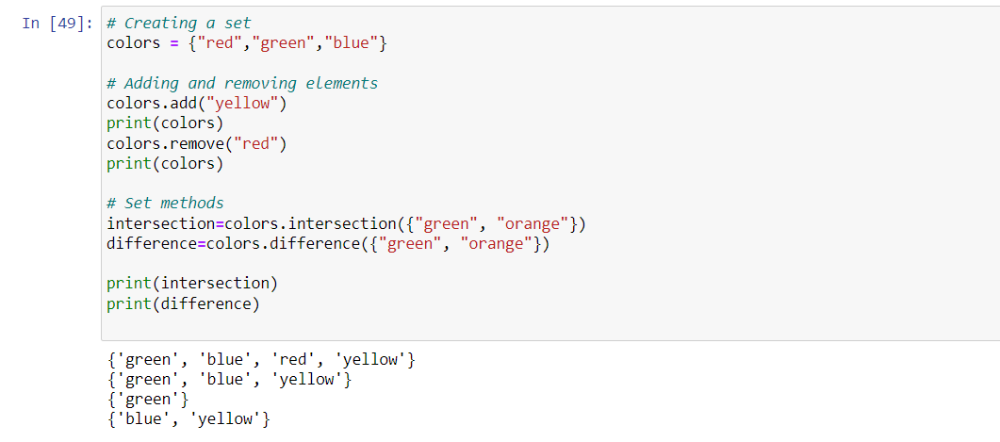 In [49]: # Creating a set
colors = {"red","green","blue"}
# Adding and removing elements
colors.add("yellow")
print(colors)
colors.remove("red")
print(colors)
# Set methods
intersection=colors.intersection({"green", "orange"})
difference=colors.difference({"green", "orange"})
print(intersection)
print(difference)
{'green', 'blue', 'red', 'yellow'}
{'green', 'blue', 'yellow'}
{'green'}
{'blue', 'yellow'}